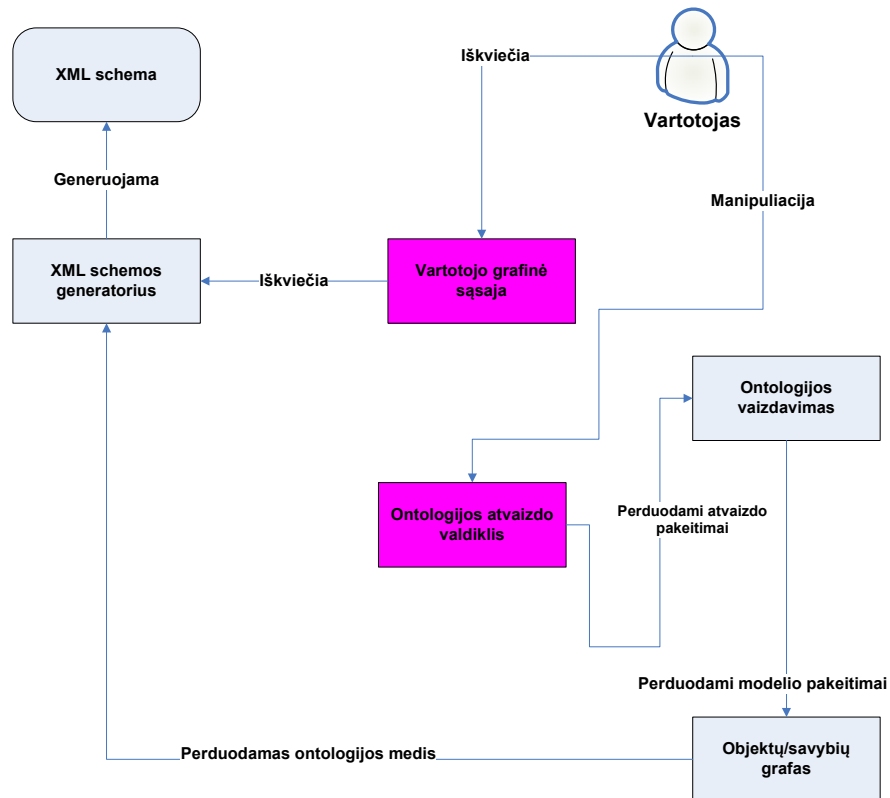 XML schema
Iškviečia
Vartotojas
Generuojama
Manipuliacija
XML schemos
generatorius
Iškviečia
Vartotojo grafinė
sąsaja
Ontologijos
vaizdavimas
Ontologijos atvaizdo
valdiklis
Perduodami atvaizdo
pakeitimai
Perduodami modelio pakeitimai
Perduodamas ontologijos medis
Objektų/savybių
grafas